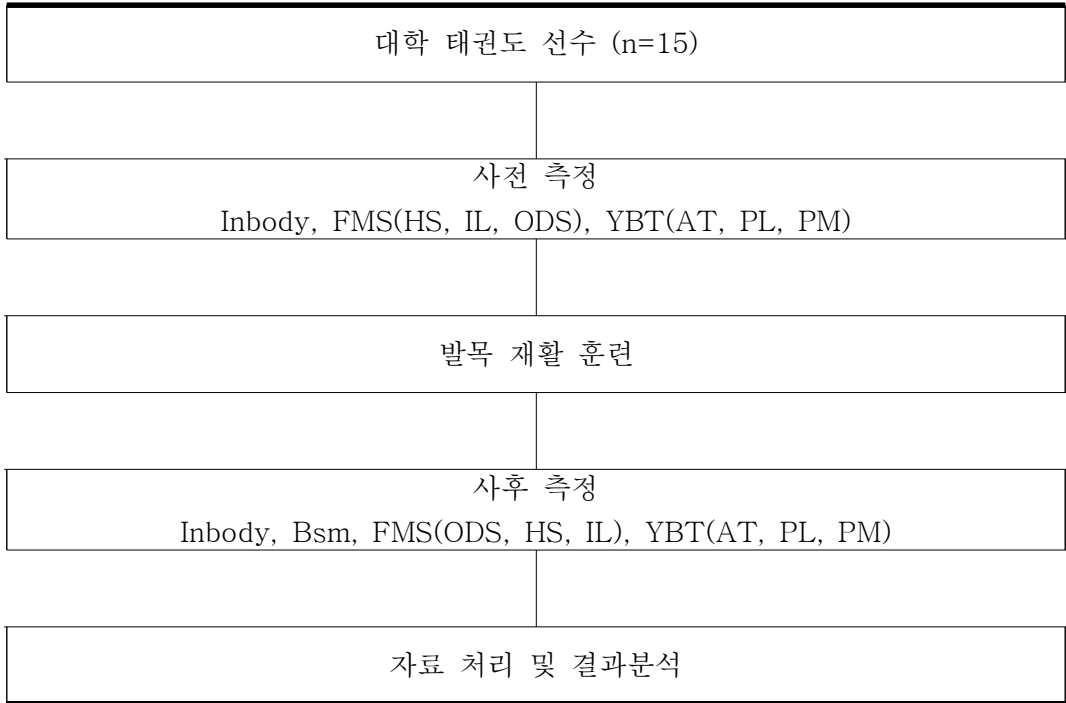 대학 태권도 선수 (n=15)
사전 측정
Inbody, FMS(HS, IL, ODS), YBT(AT, PL, PM)
발목 재활 훈련
사후 측정
Inbody, Bsm, FMS(ODS, HS, IL), YBT(AT, PL, PM)
자료 처리 및 결과분석